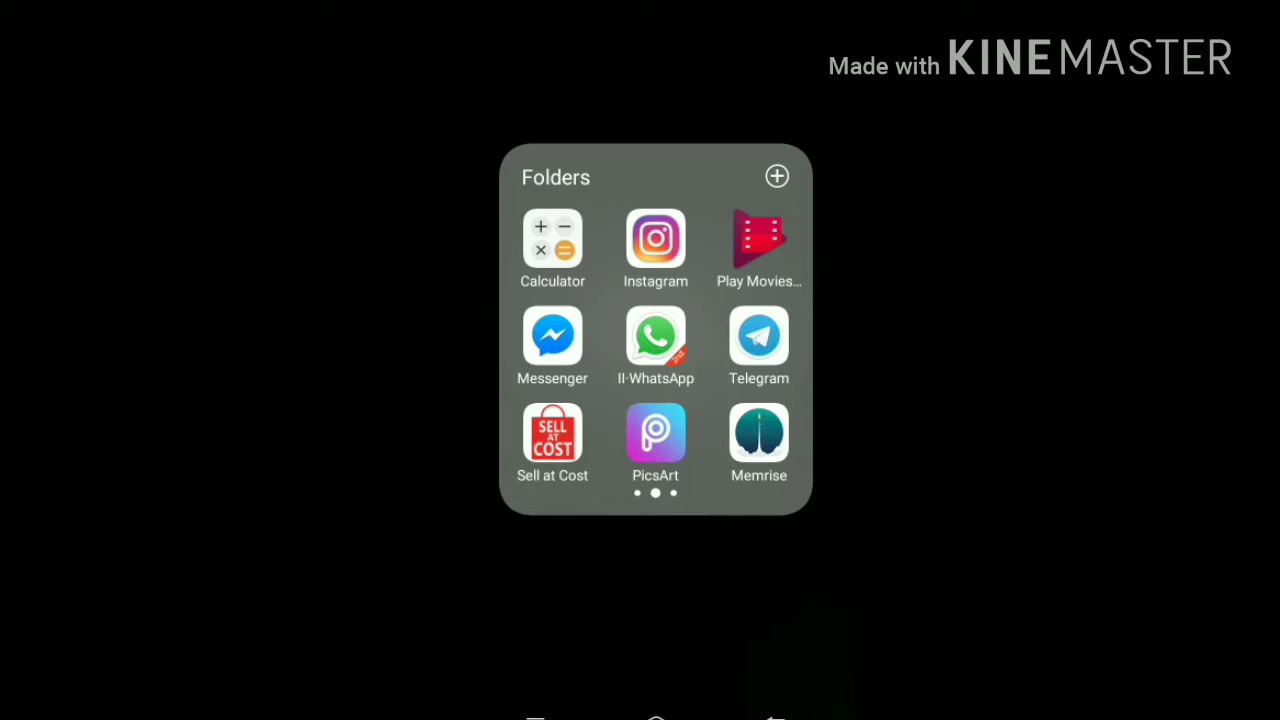 Made with KINEMASTER
Folders
Calculator Instagram Play Movies...
Messenger II·WhatsApp Telegram
2nd
SELL
AT
COST
Sell at Cost PicsArt Memrise